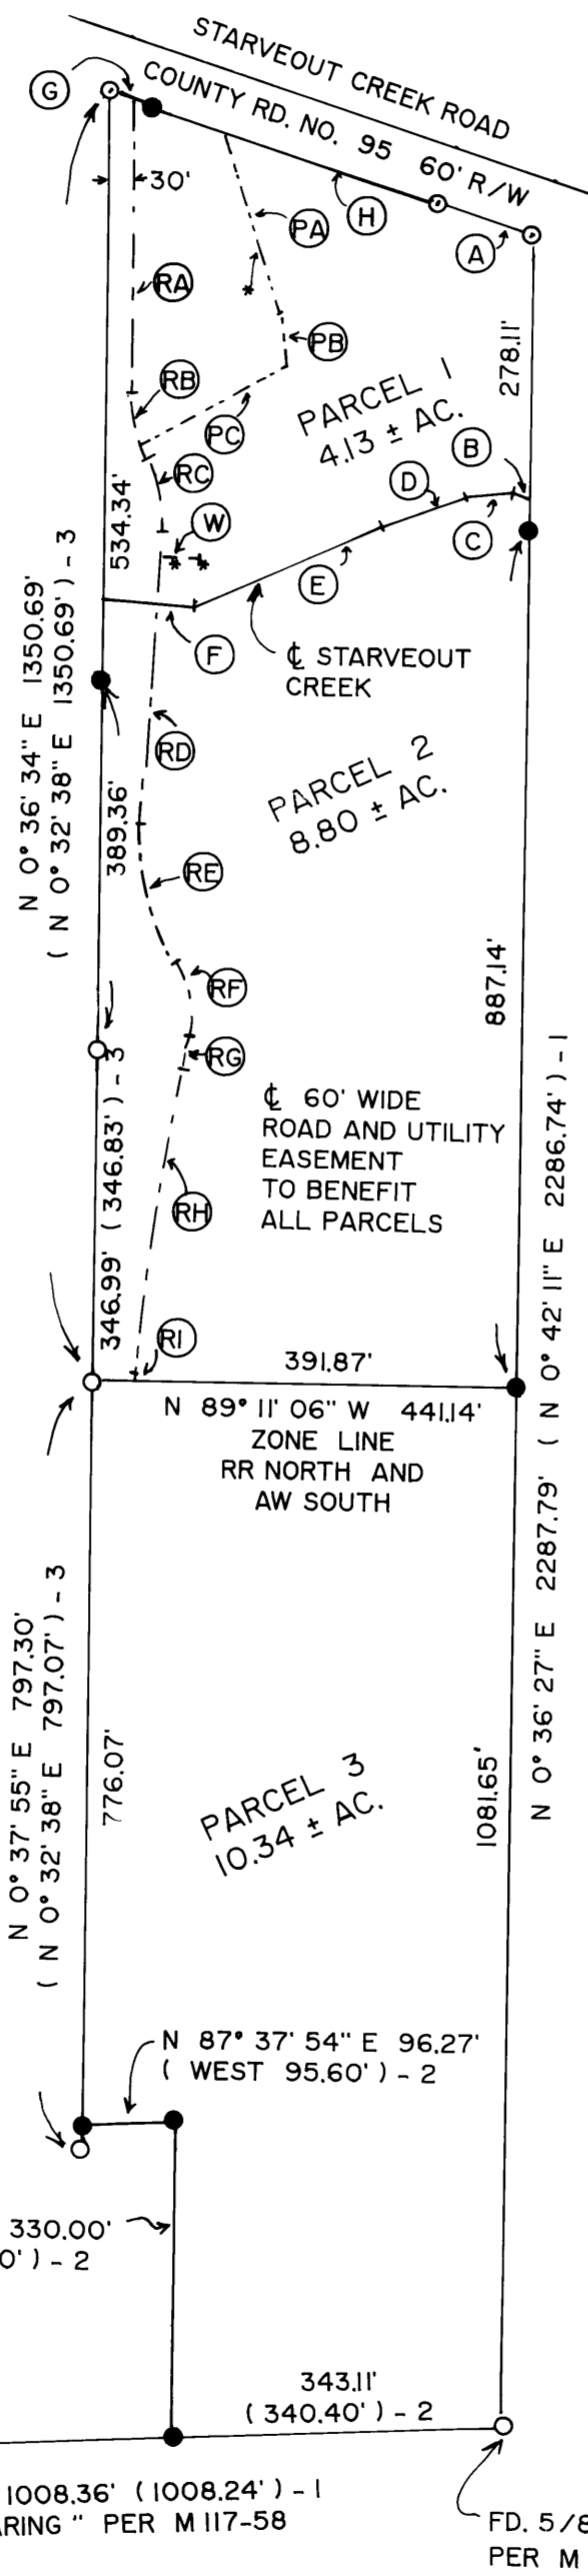 STARVEOUT CREEK ROAD
COUNTY RD. NO. 95 60' R/W
G
30'
PA
H
A
RA
278.11'
PB
RB
PARCEL 1
4.13 ± AC.
PC
B
RC
D
534.34'
W
C
E
N 0° 36' 34" E 1350.69'
( N 0° 32' 38" E 1350.69' ) - 3
F
℄ STARVEOUT
CREEK
RD
PARCEL 2
8.80 ± AC.
389.36'
RE
887.14'
RF
RG
346.99' ( 346.83' ) - 3
℄ 60' WIDE
ROAD AND UTILITY
EASEMENT
TO BENEFIT
ALL PARCELS
RH
RI
391.87'
N 89° 11' 06" W 441.14'
ZONE LINE
RR NORTH AND
AW SOUTH
N 0° 36' 27" E 2287.79' ( N 0° 42' 11" E 2286.74' ) - 1
N 0° 37' 55" E 797.30'
( N 0° 32' 38" E 797.07' ) - 3
776.07'
PARCEL 3
10.34 ± AC.
1081.65'
N 87° 37' 54" E 96.27'
( WEST 95.60' ) - 2
330.00'
0' ) - 2
343.11'
( 340.40' ) - 2
1008.36' (1008.24' ) - 1
ARING " PER M 117-58
FD. 5/8
PER M